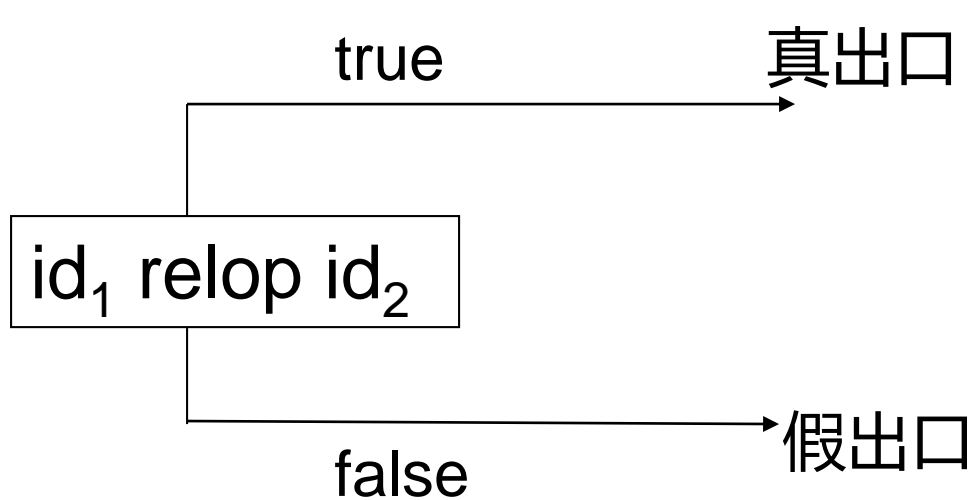 true
真出口
id₁ relop id₂
假出口
false